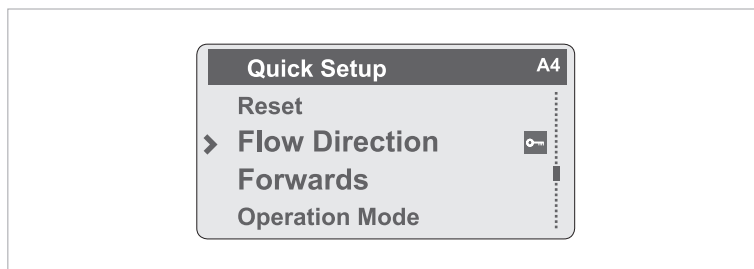 Quick Setup A4
Reset
Flow Direction
Forwards
Operation Mode